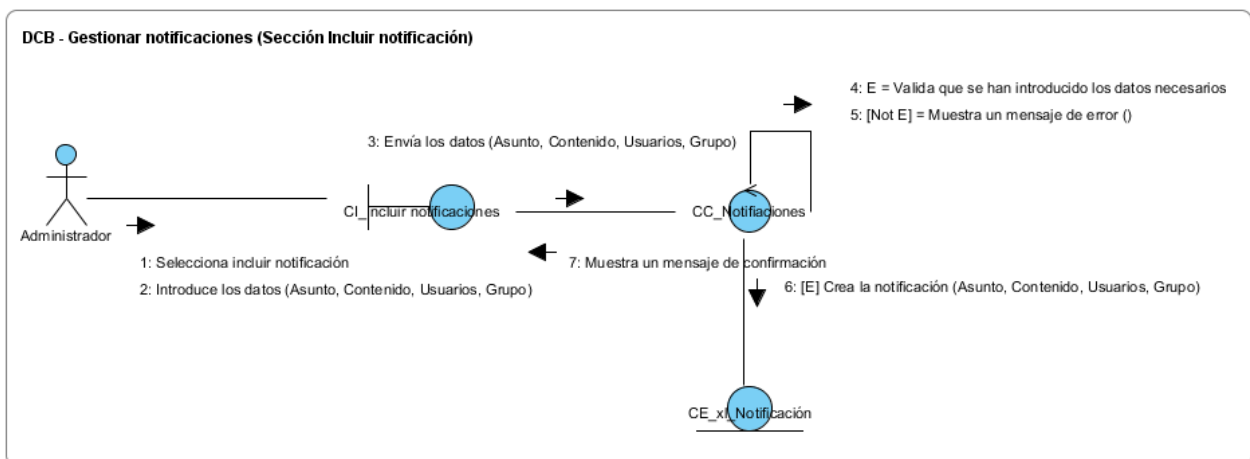 DCB - Gestionar notificaciones (Sección Incluir notificación)
4: E = Valida que se han introducido los datos necesarios
5: [Not E] = Muestra un mensaje de error ()
3: Envía los datos (Asunto, Contenido, Usuarios, Grupo)
CI_Incluir notificaciones
CC_Notifiaciones
Administrador
1: Selecciona incluir notificación
2: Introduce los datos (Asunto, Contenido, Usuarios, Grupo)
7: Muestra un mensaje de confirmación
6: [E] Crea la notificación (Asunto, Contenido, Usuarios, Grupo)
CE_xl_Notificación